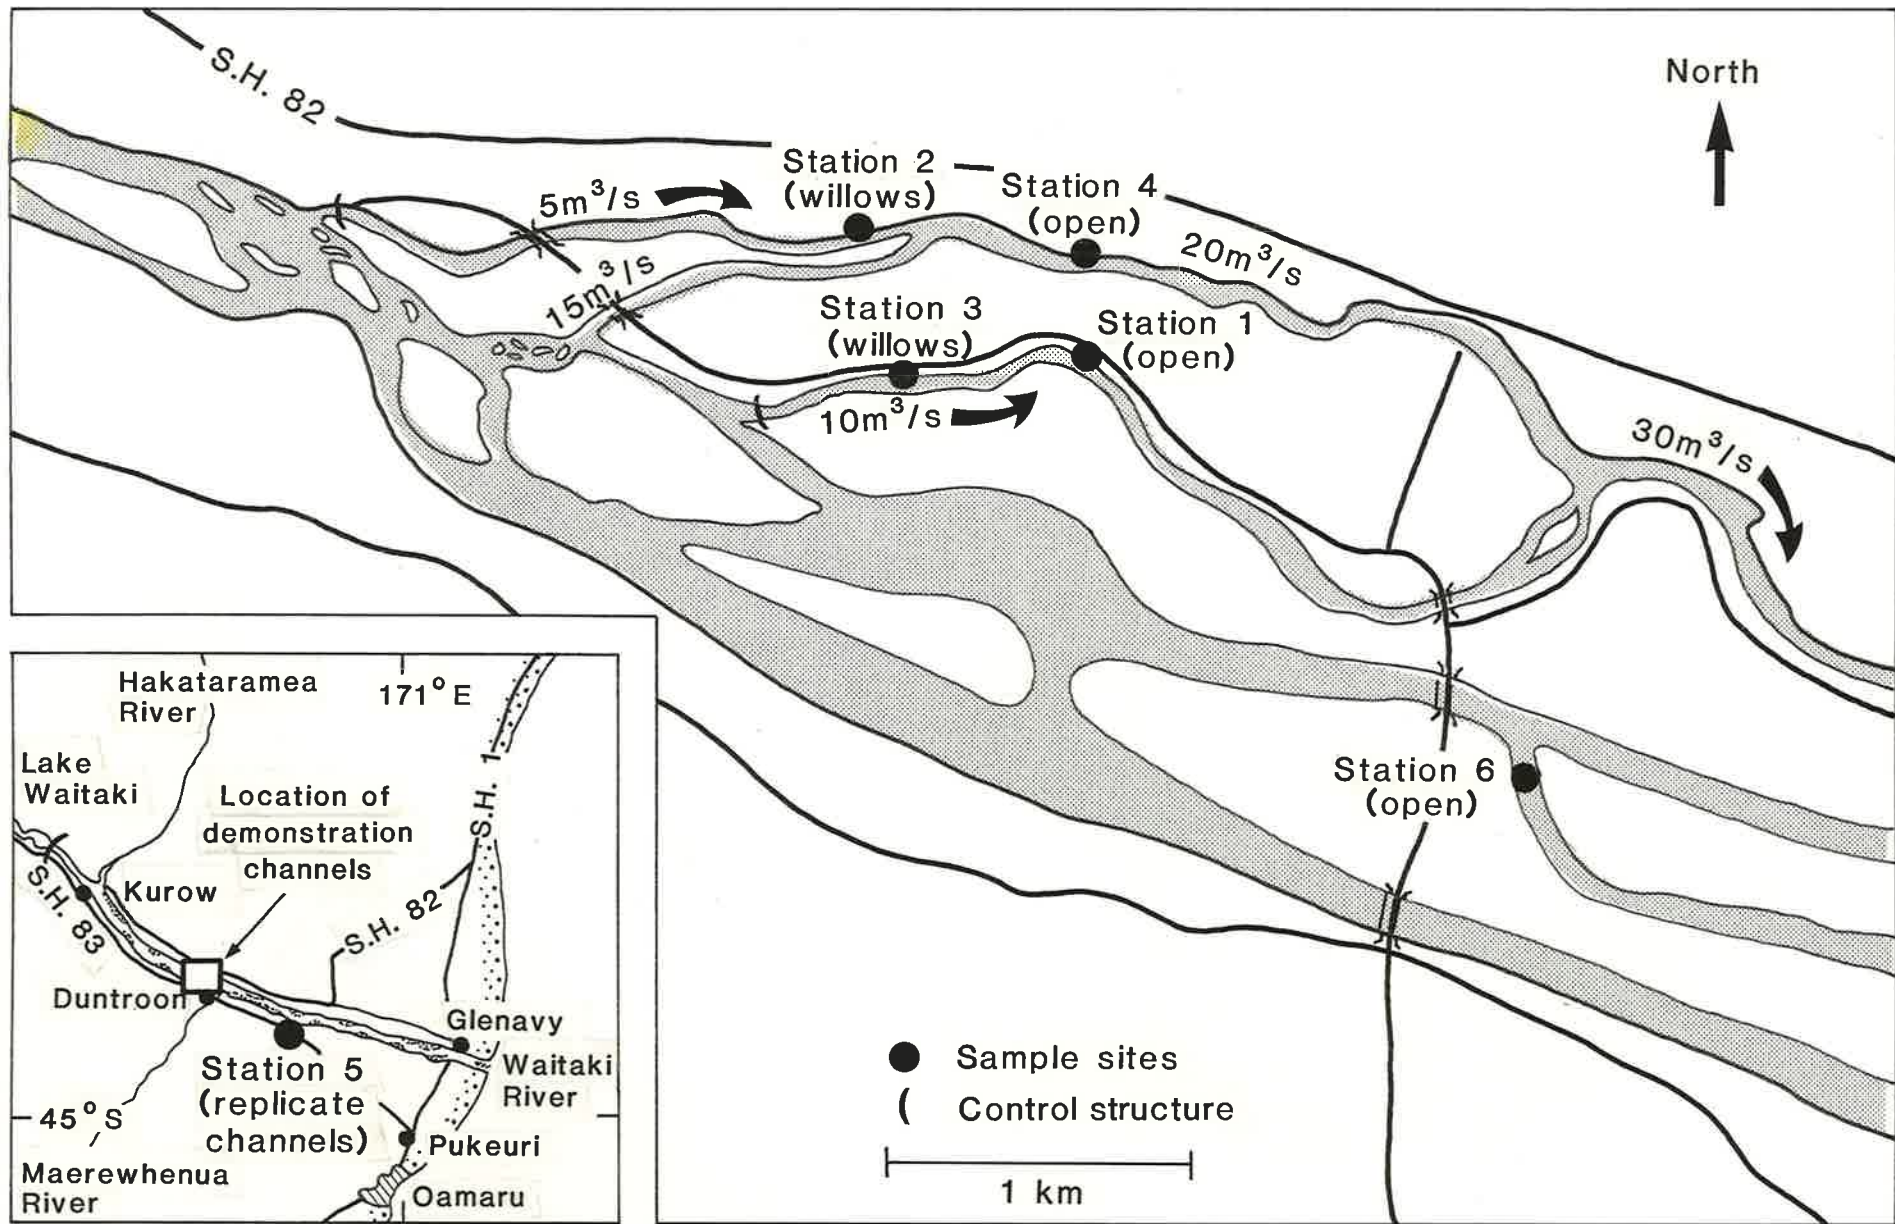 S.H. 82
North
Station 2
(willows)
Station 4
(open)
5m³/s
20m³/s
15m³/s
Station 3
(willows)
Station 1
(open)
10m³/s
30m³/s
Station 6
(open)
Sample sites
( Control structure
1 km
Hakataramea
River
171° E
Lake
Waitaki
Location of
demonstration
channels
S.H. 1
Kurow
S.H. 83
S.H. 82
Duntroon
Glenavy
Station 5
(replicate
channels)
Waitaki
River
45° S
Pukeuri
Maerewhenua
River
Oamaru